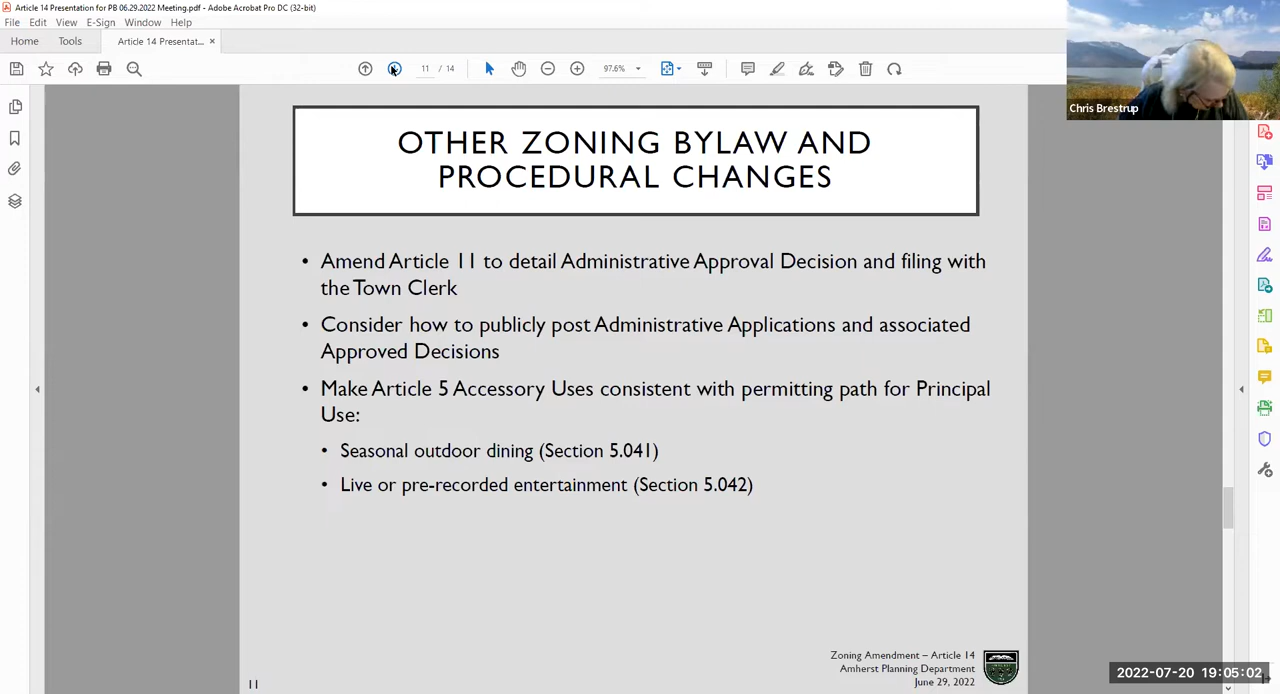 Article 14 Presentation for PB 06.29.2022 Meeting.pdf - Adobe Acrobat Pro DC (32-bit)
File Edit View E-Sign Window Help
Home Tools Article 14 Presentat... ×
11 / 14 97.6%
Chris Brestrup
OTHER ZONING BYLAW AND
PROCEDURAL CHANGES
• Amend Article 11 to detail Administrative Approval Decision and filing with
the Town Clerk
• Consider how to publicly post Administrative Applications and associated
Approved Decisions
• Make Article 5 Accessory Uses consistent with permitting path for Principal
Use:
• Seasonal outdoor dining (Section 5.041)
• Live or pre-recorded entertainment (Section 5.042)
Zoning Amendment – Article 14
Amherst Planning Department
June 29, 2022
11
2022-07-20 19:05:02